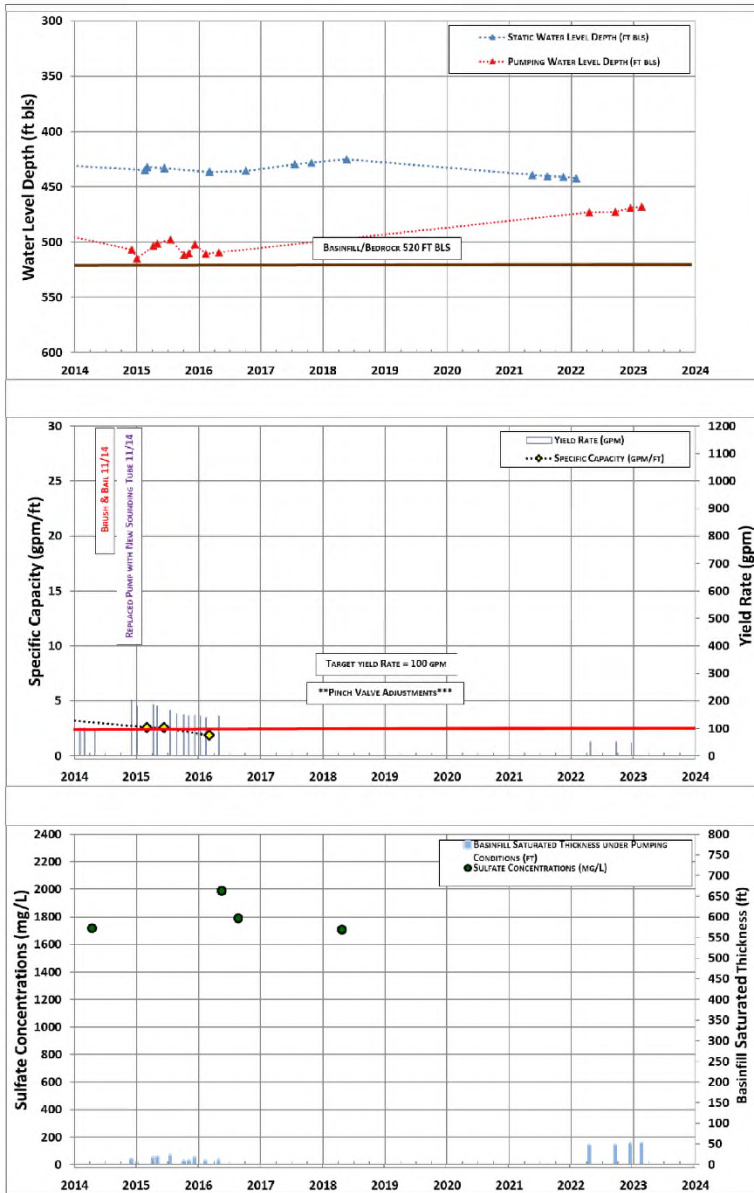 300
350
400
450
500
550
600
Water Level Depth (ft bls)
Static Water Level Depth (ft bls)
Pumping Water Level Depth (ft bls)
Basinfill/Bedrock 520 ft bls
2014 2015 2016 2017 2018 2019 2020 2021 2022 2023 2024
30
25
20
15
10
5
0
Specific Capacity (gpm/ft)
Brush & Bail 11/14
Replaced Pump with New Sounding Tube 11/14
Yield Rate (gpm)
Specific Capacity (gpm/ft)
Target yield Rate = 100 gpm
**Pinch Valve Adjustments***
1200
1100
1000
900
800
700
600
500
400
300
200
100
0
Yield Rate (gpm)
2014 2015 2016 2017 2018 2019 2020 2021 2022 2023 2024
2400
2200
2000
1800
1600
1400
1200
1000
800
600
400
200
0
Sulfate Concentrations (mg/L)
Basinfill Saturated Thickness under Pumping
Conditions (ft)
Sulfate Concentrations (mg/L)
800
750
700
650
600
550
500
450
400
350
300
250
200
150
100
50
0
Basinfill Saturated Thickness (ft)
2014 2015 2016 2017 2018 2019 2020 2021 2022 2023 2024